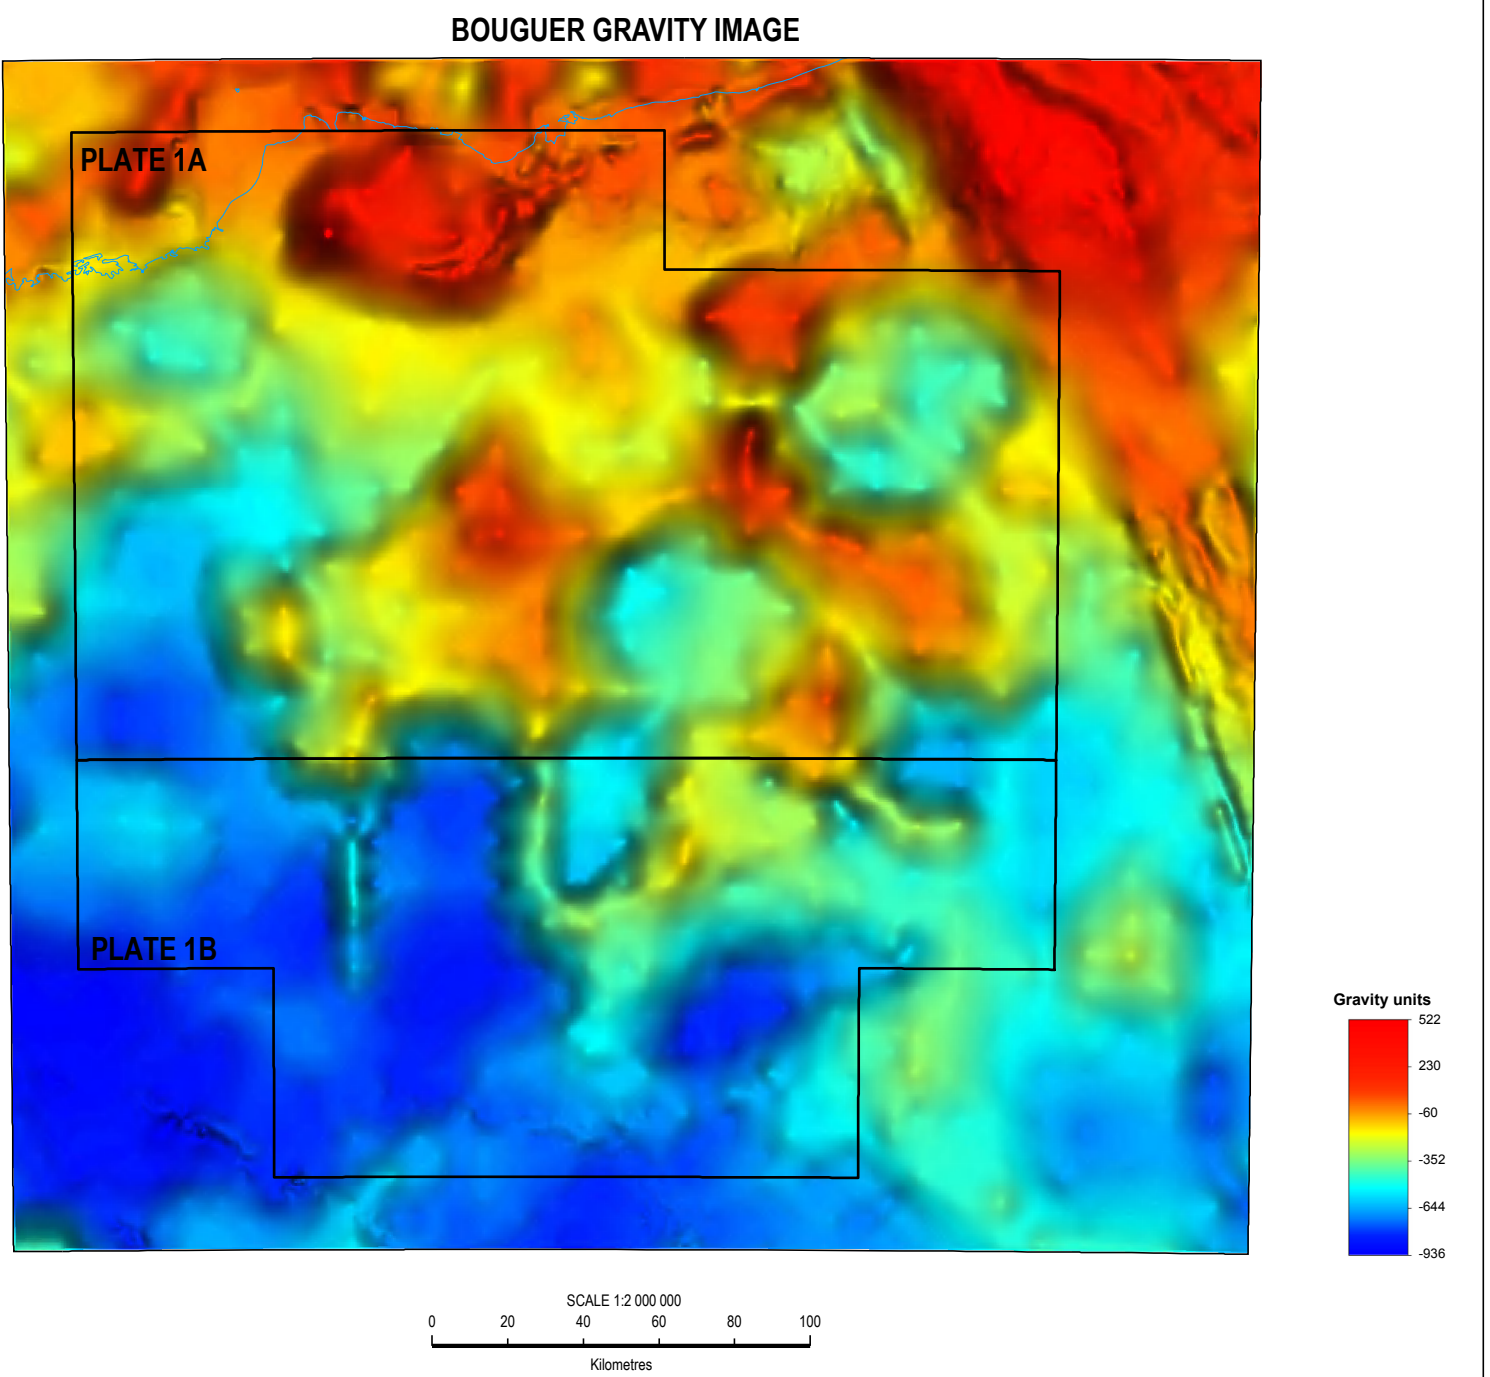 BOUGUER GRAVITY IMAGE
PLATE 1A
PLATE 1B
Gravity units
522
230
-60
-352
-644
-936
SCALE 1:2 000 000
0 20 40 60 80 100
Kilometres